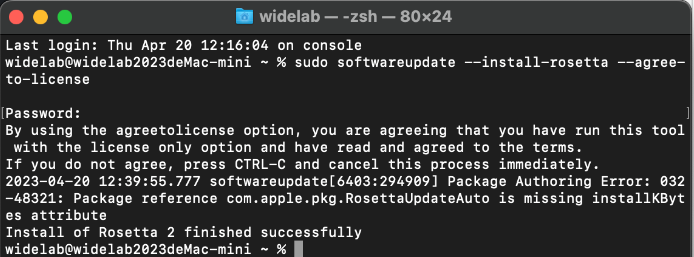 widelab — -zsh — 80×24
Last login: Thu Apr 20 12:16:04 on console
widelab@widelab2023deMac-mini ~ % sudo softwareupdate --install-rosetta --agree-
to-license
[Password:                                                                     ]
By using the agreetolicense option, you are agreeing that you have run this tool
 with the license only option and have read and agreed to the terms.
If you do not agree, press CTRL-C and cancel this process immediately.
2023-04-20 12:39:55.777 softwareupdate[6403:294909] Package Authoring Error: 032
-48321: Package reference com.apple.pkg.RosettaUpdateAuto is missing installKByt
es attribute
Install of Rosetta 2 finished successfully
widelab@widelab2023deMac-mini ~ %